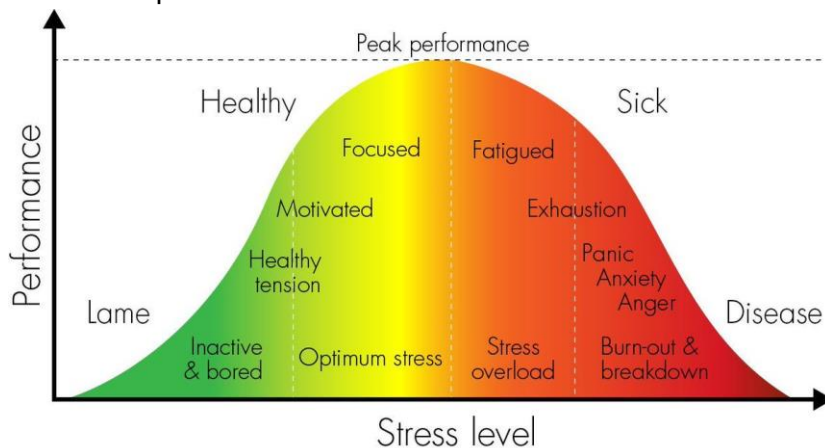 Peak performance
Healthy
Sick
Focused
Fatigued
Motivated
Exhaustion
Healthy
tension
Panic
Anxiety
Anger
Lame
Disease
Inactive
& bored
Optimum stress
Stress
overload
Burn-out &
breakdown
Performance
Stress level